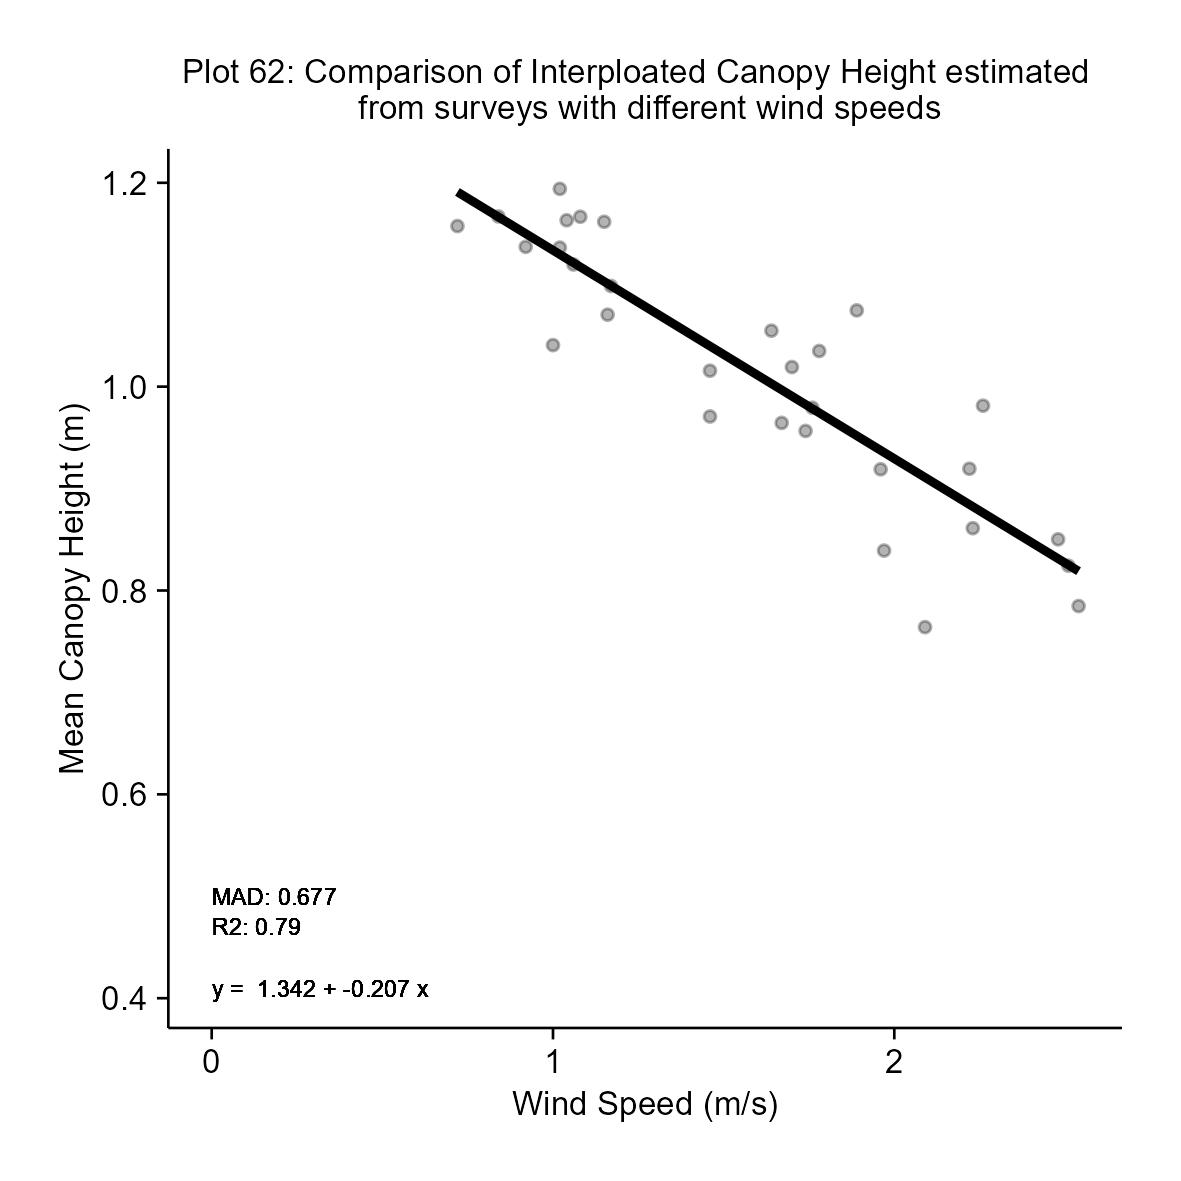 Plot 62: Comparison of Interploated Canopy Height estimated
from surveys with different wind speeds
1.2
1.0
0.8
0.6
0.4
Mean Canopy Height (m)
MAD: 0.677
R2: 0.79
y =  1.342 + -0.207 x
0
1
2
Wind Speed (m/s)